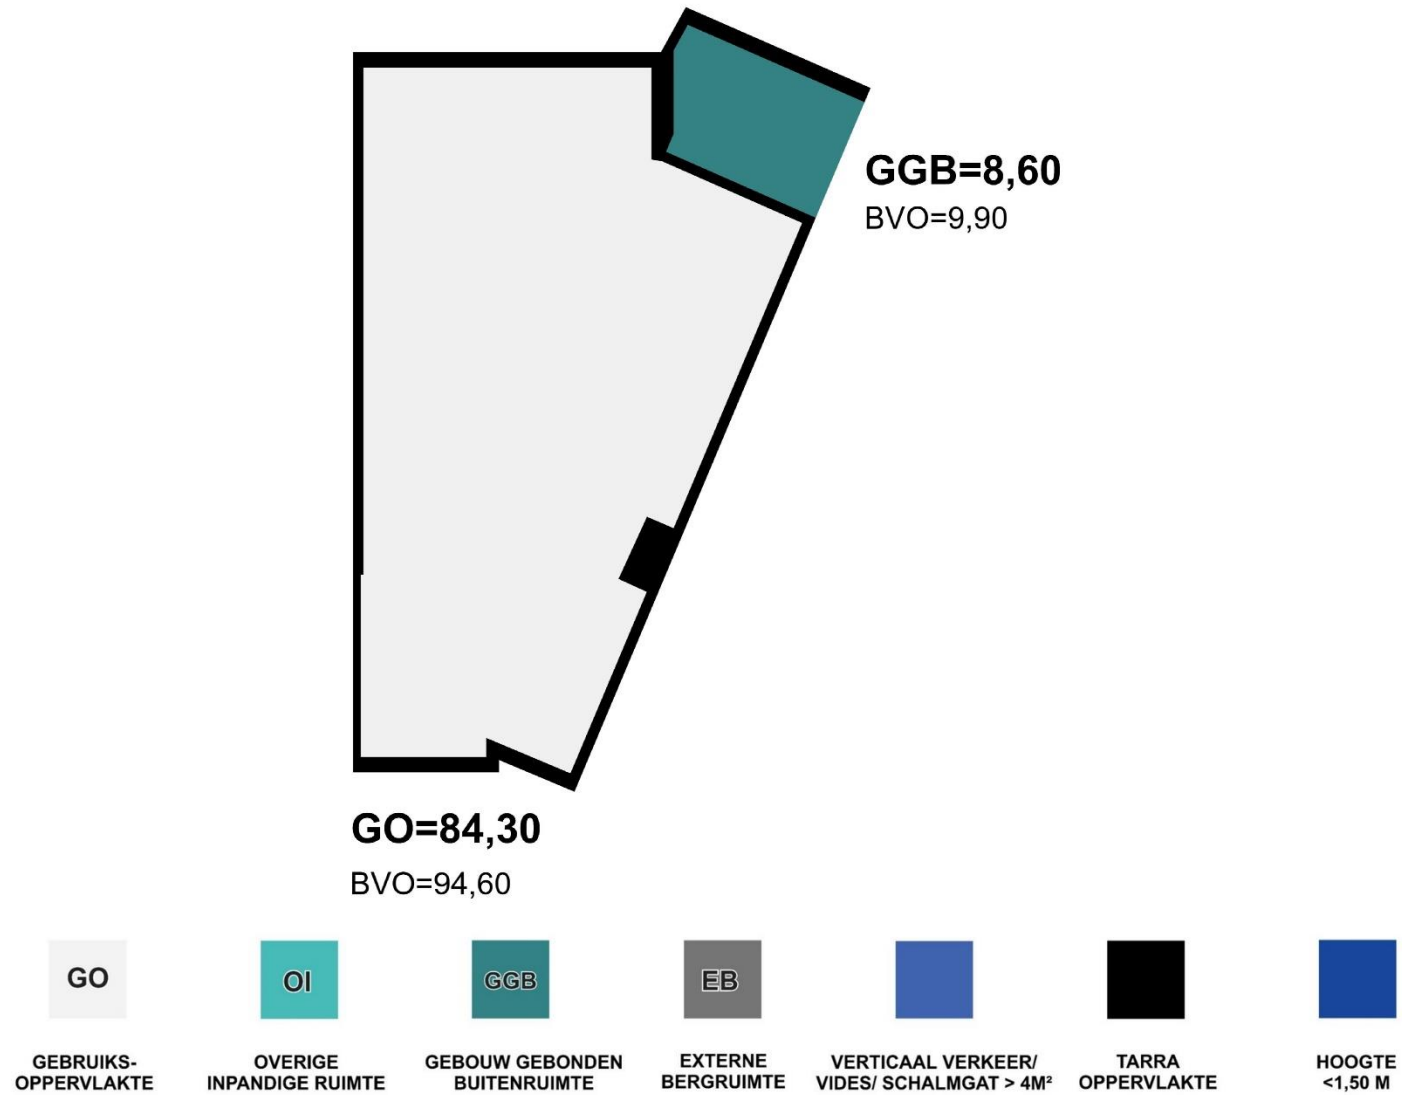 GGB=8,60
BVO=9,90
GO=84,30
BVO=94,60
GO
OI
GGB
EB
GEBRUIKS-
OPPERVLAKTE
OVERIGE
INPANDIGE RUIMTE
GEBOUW GEBONDEN
BUITENRUIMTE
EXTERNE
BERGRUIMTE
VERTICAAL VERKEER/
VIDES/ SCHALMGAT > 4M²
TARRA
OPPERVLAKTE
HOOGTE
<1,50 M